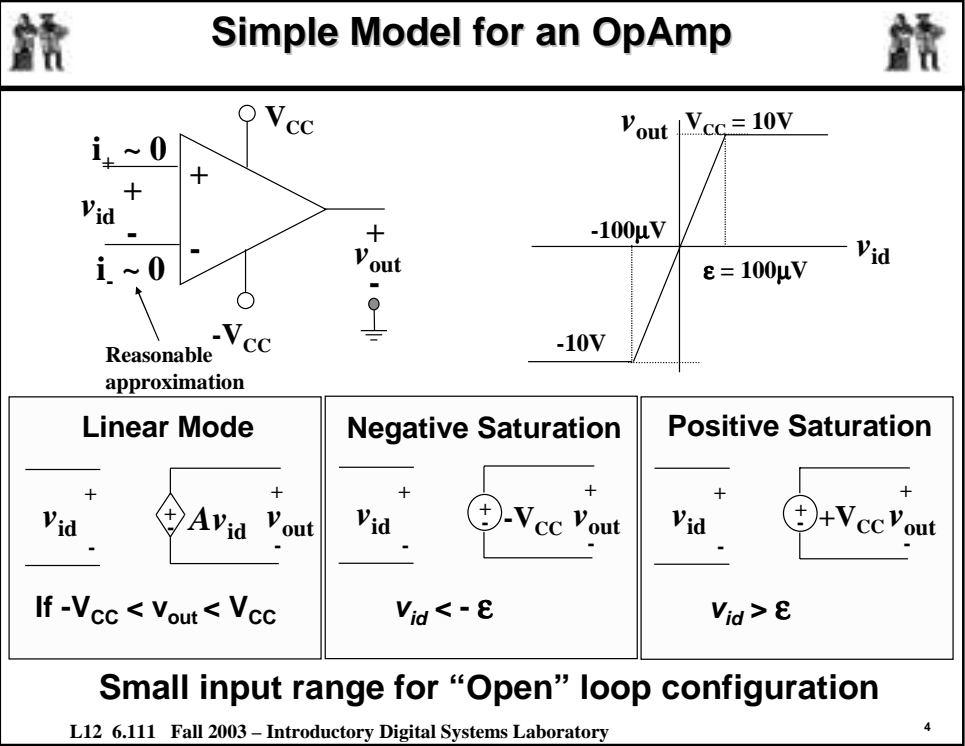 Simple Model for an OpAmp
V_CC
i_+ ~ 0
+
+
v_id
-
-
i_- ~ 0
+
v_out
-
-V_CC
Reasonable
approximation
v_out
V_CC = 10V
-100µV
v_id
ε = 100µV
-10V
Linear Mode
+
v_id
-
+
-
Av_id
+
v_out
-
If -V_CC < v_out < V_CC
Negative Saturation
+
v_id
-
+
-
-V_CC
+
v_out
-
v_id < - ε
Positive Saturation
+
v_id
-
+
-
+V_CC
+
v_out
-
v_id > ε
Small input range for “Open” loop configuration
L12 6.111 Fall 2003 – Introductory Digital Systems Laboratory
4